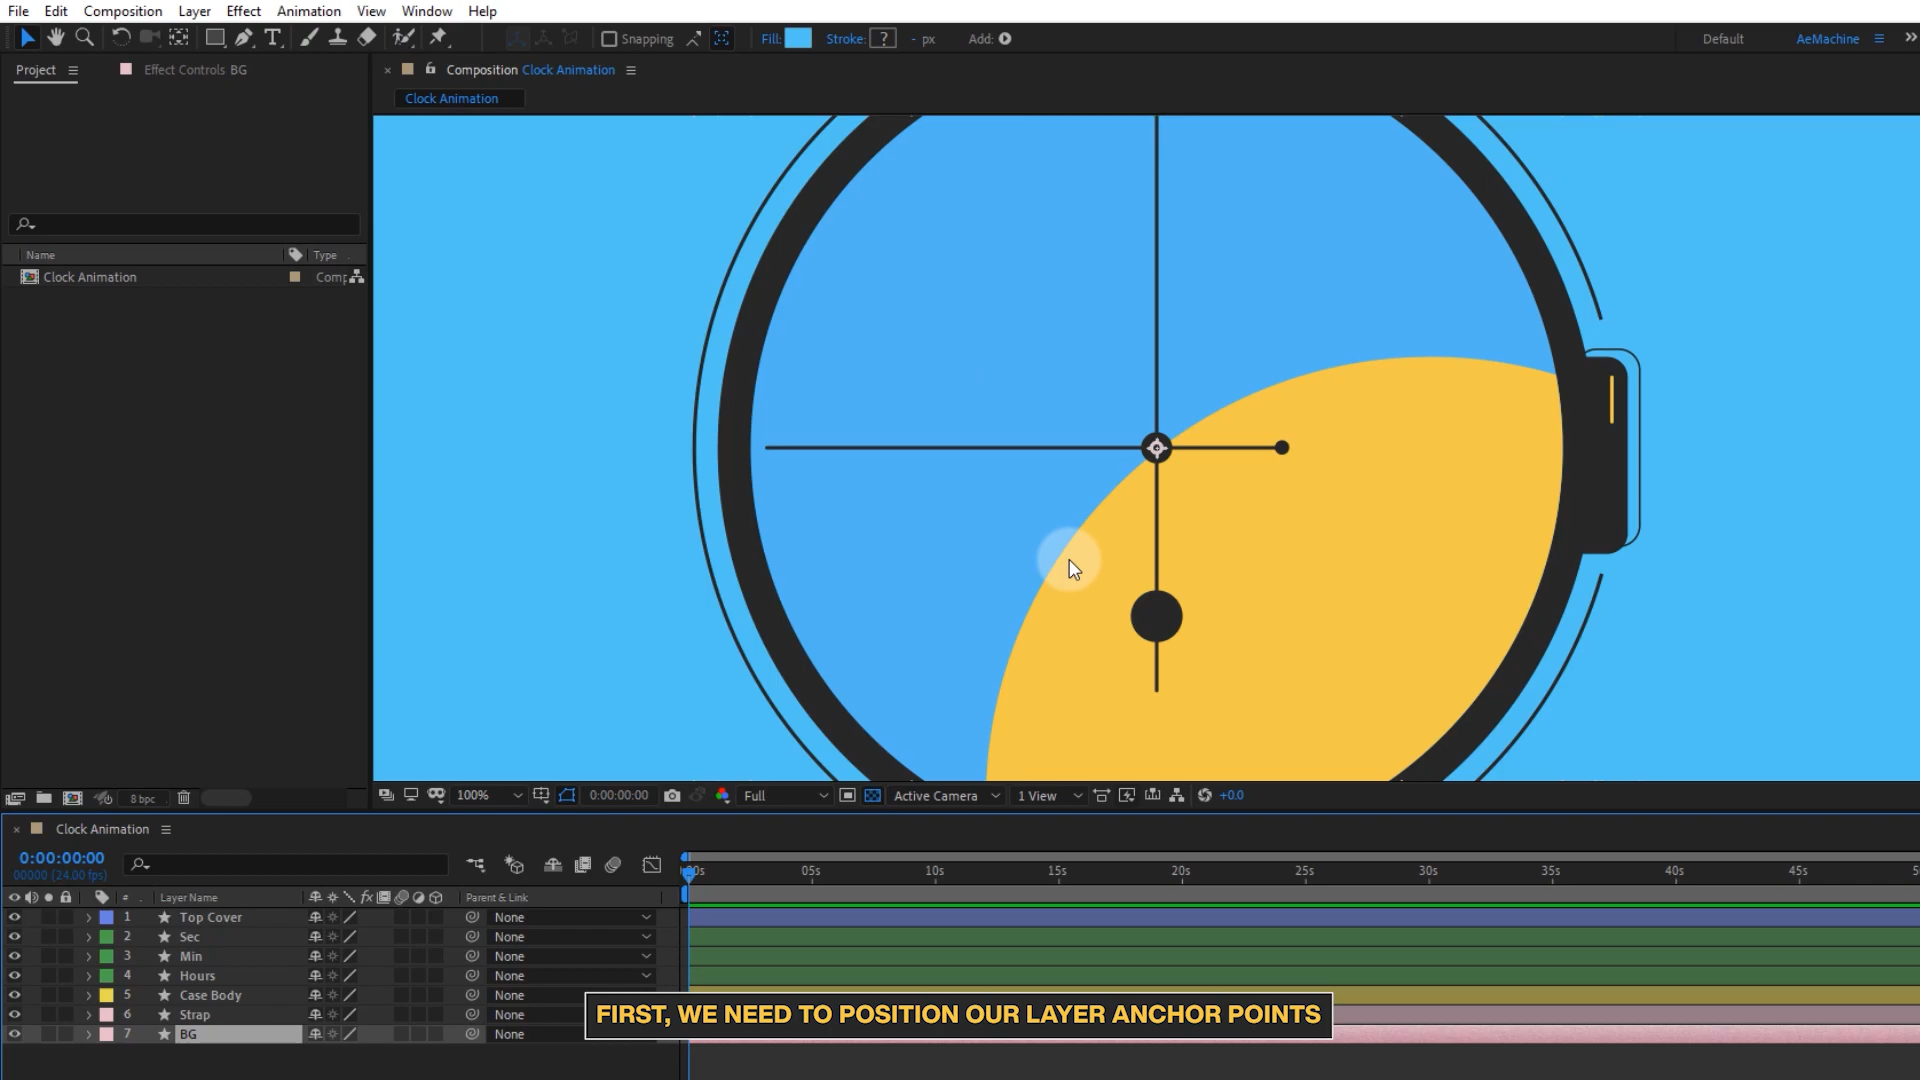 File Edit Composition Layer Effect Animation View Window Help
Snapping Fill: Stroke: ? - px Add: Default AeMachine
Project Effect Controls BG Composition Clock Animation
Clock Animation
Name Type
Clock Animation Comp
8 bpc 100% 0:00:00:00 Full Active Camera 1 View +0.0
Clock Animation
0:00:00:00
00000 (24.00 fps)
05s 10s 15s 20s 25s 30s 35s 40s 45s
# Layer Name fx Parent & Link
1 Top Cover None
2 Sec None
3 Min None
4 Hours None
5 Case Body None
6 Strap None
7 BG None
FIRST, WE NEED TO POSITION OUR LAYER ANCHOR POINTS